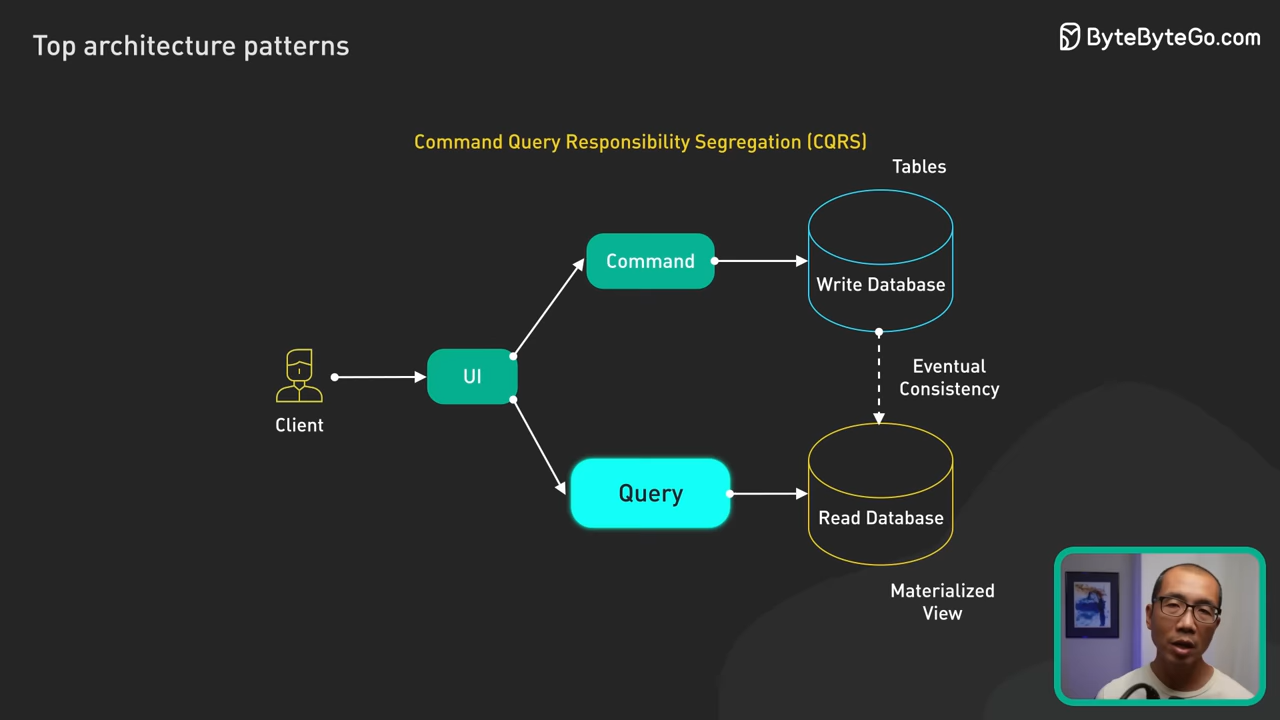 Top architecture patterns
ByteByteGo.com
Command Query Responsibility Segregation (CQRS)
Tables
Command
Write Database
UI
Client
Eventual
Consistency
Query
Read Database
Materialized
View